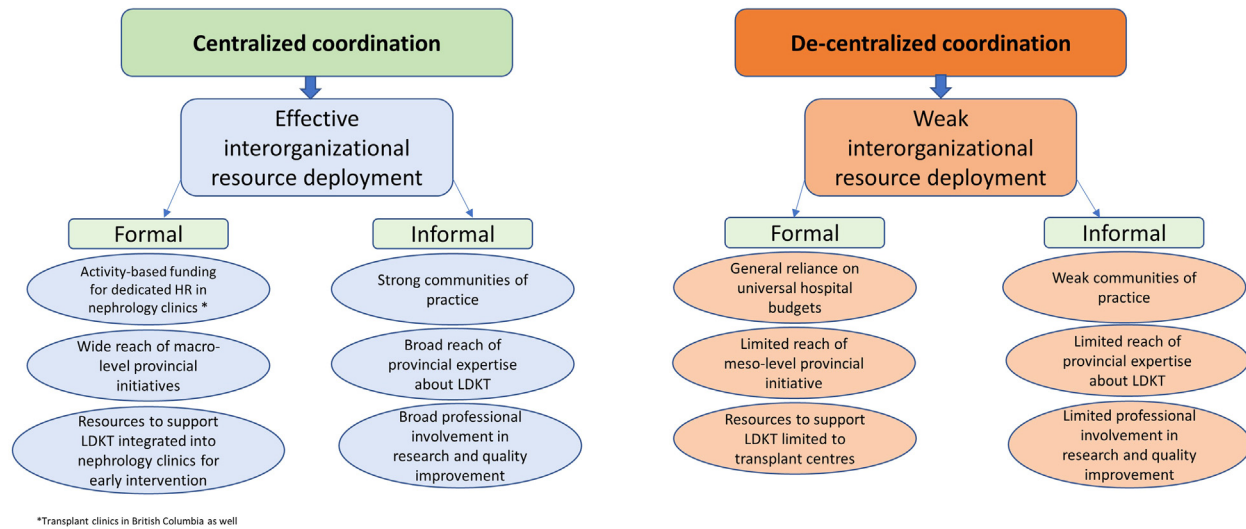 Centralized coordination
Effective
interorganizational
resource deployment
Formal
Activity-based funding
for dedicated HR in
nephrology clinics *
Wide reach of macro-
level provincial
initiatives
Resources to support
LDKT integrated into
nephrology clinics for
early intervention
Informal
Strong communities of
practice
Broad reach of
provincial expertise
about LDKT
Broad professional
involvement in
research and quality
improvement
De-centralized coordination
Weak
interorganizational
resource deployment
Formal
General reliance on
universal hospital
budgets
Limited reach of
meso-level provincial
initiative
Resources to support
LDKT limited to
transplant centres
Informal
Weak communities of
practice
Limited reach of
provincial expertise
about LDKT
Limited professional
involvement in
research and quality
improvement
*Transplant clinics in British Columbia as well